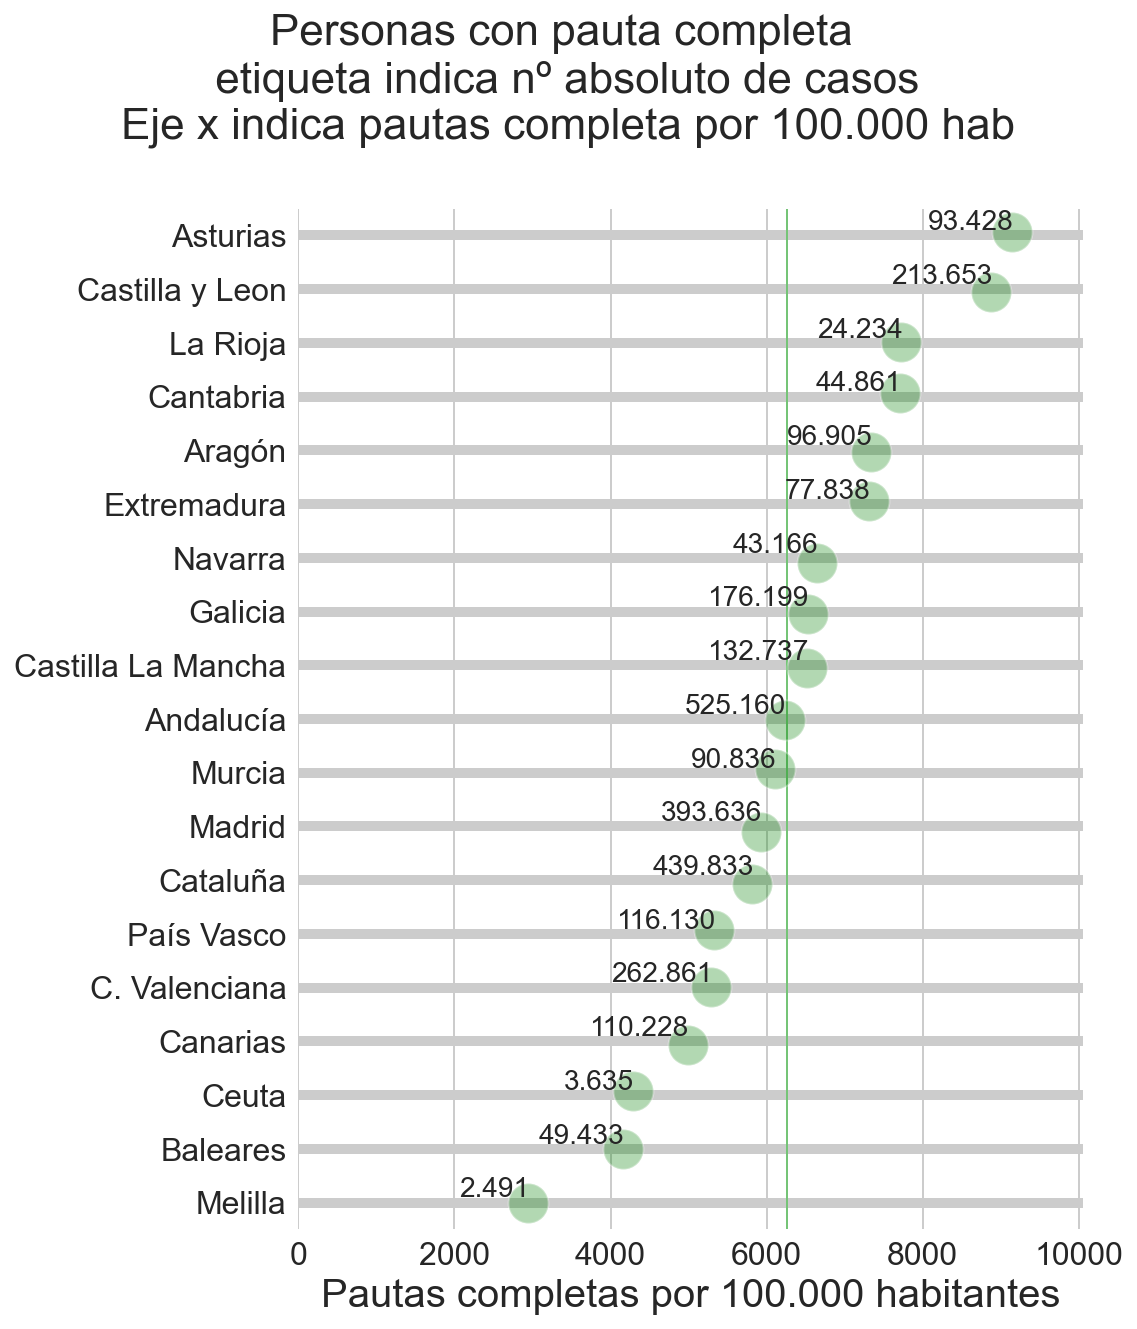 Personas con pauta completa
etiqueta indica nº absoluto de casos
Eje x indica pautas completa por 100.000 hab
Asturias 93.428
Castilla y Leon 213.653
La Rioja 24.234
Cantabria 44.861
Aragón 96.905
Extremadura 77.838
Navarra 43.166
Galicia 176.199
Castilla La Mancha 132.737
Andalucía 525.160
Murcia 90.836
Madrid 393.636
Cataluña 439.833
País Vasco 116.130
C. Valenciana 262.861
Canarias 110.228
Ceuta 3.635
Baleares 49.433
Melilla 2.491
0 2000 4000 6000 8000 10000
Pautas completas por 100.000 habitantes